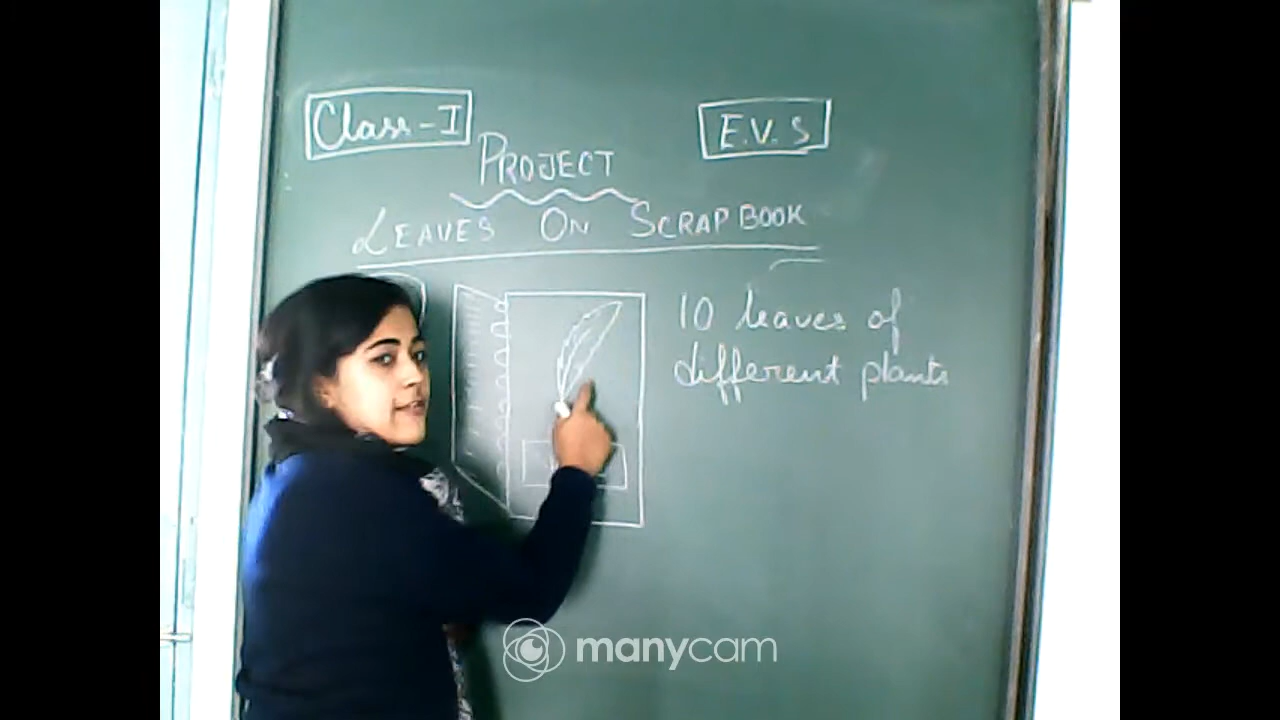 Class-I
E.V.S
PROJECT
LEAVES ON SCRAPBOOK
10 leaves of
different plants
manycam